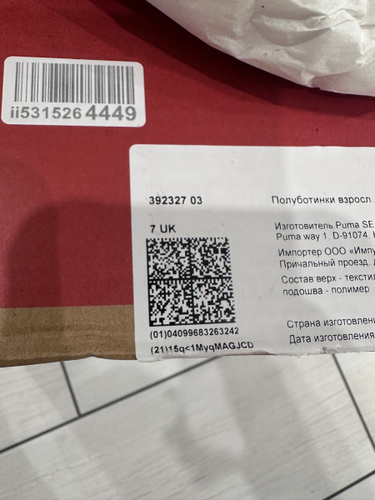 ii531526 4449
392327 03
Полуботинки взросл
7 UK
Изготовитель:Puma SE.
Puma way 1. D-91074,
Импортер ООО «Импу
Причальный проезд.
Состав верх - тексти
подошва - полимер
(01)04099683263242
Страна изготовлени
(21)15q<1MyqMAGJCD
Дата изготовления